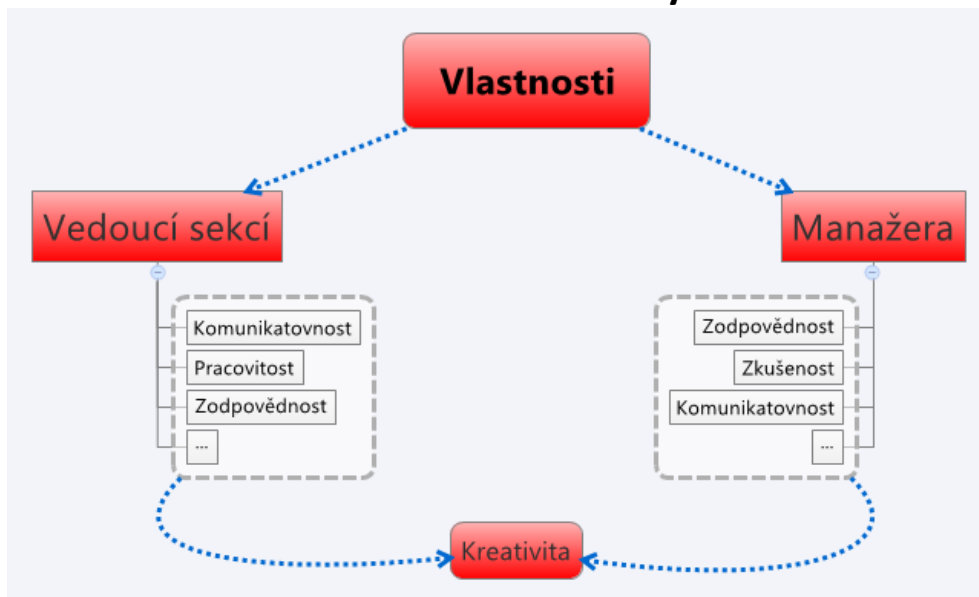 Vlastnosti
Vedoucí sekcí
Komunikatovnost
Pracovitost
Zodpovědnost
...
Manažera
Zodpovědnost
Zkušenost
Komunikatovnost
...
Kreativita